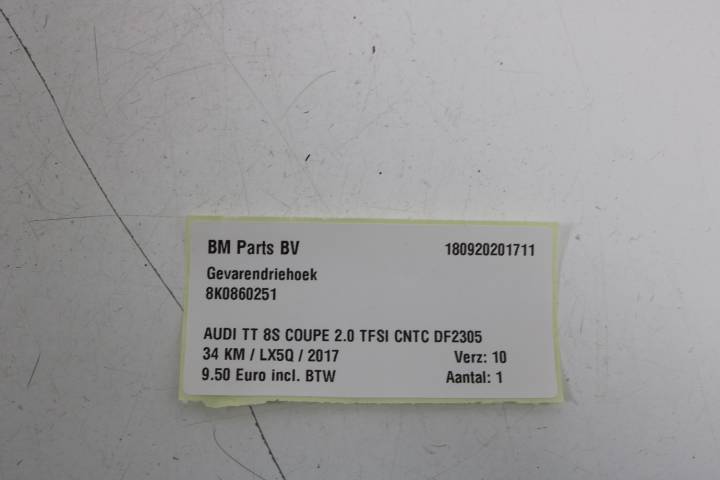 BM Parts BV 180920201711
Gevarendriehoek
8K0860251
AUDI TT 8S COUPE 2.0 TFSI CNTC DF2305
34 KM / LX5Q / 2017 Verz: 10
9.50 Euro incl. BTW Aantal: 1